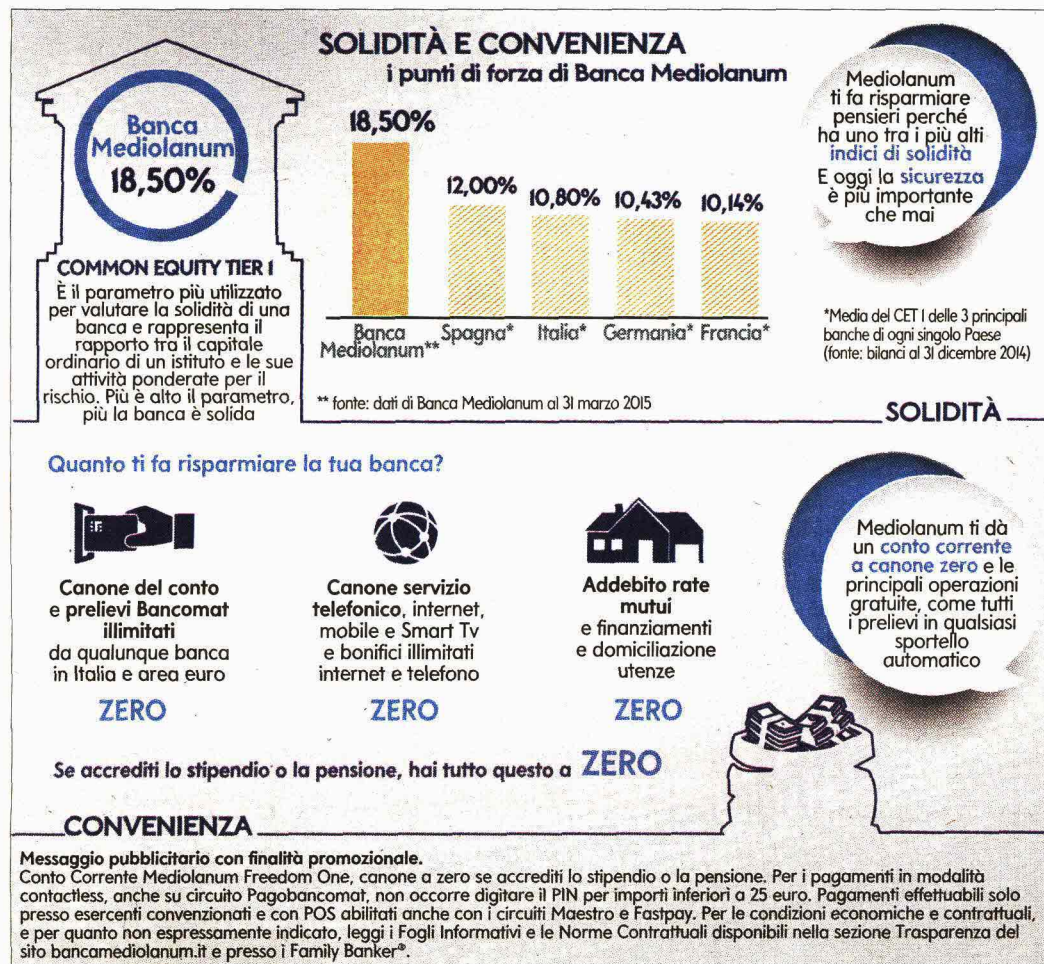 SOLIDITÀ E CONVENIENZA
i punti di forza di Banca Mediolanum
Banca
Mediolanum
18,50%
COMMON EQUITY TIER 1
È il parametro più utilizzato
per valutare la solidità di una
banca e rappresenta il
rapporto tra il capitale
ordinario di un istituto e le sue
attività ponderate per il
rischio. Più è alto il parametro,
più la banca è solida
18,50%
12,00%
10,80%
10,43%
10,14%
Banca
Mediolanum**
Spagna*
Italia*
Germania*
Francia*
** fonte: dati di Banca Mediolanum al 31 marzo 2015
Mediolanum
ti fa risparmiare
pensieri perché
ha uno tra i più alti
indici di solidità
E oggi la sicurezza
è più importante
che mai
*Media del CET 1 delle 3 principali
banche di ogni singolo Paese
(fonte: bilanci al 31 dicembre 2014)
SOLIDITÀ
Quanto ti fa risparmiare la tua banca?
Canone del conto
e prelievi Bancomat
illimitati
da qualunque banca
in Italia e area euro
ZERO
Canone servizio
telefonico, internet,
mobile e Smart Tv
e bonifici illimitati
internet e telefono
ZERO
Addebito rate
mutui
e finanziamenti
e domiciliazione
utenze
ZERO
Mediolanum ti dà
un conto corrente
a canone zero e le
principali operazioni
gratuite, come tutti
i prelievi in qualsiasi
sportello
automatico
Se accrediti lo stipendio o la pensione, hai tutto questo a ZERO
CONVENIENZA
Messaggio pubblicitario con finalità promozionale.
Conto Corrente Mediolanum Freedom One, canone a zero se accrediti lo stipendio o la pensione. Per i pagamenti in modalità
contactless, anche su circuito Pagobancomat, non occorre digitare il PIN per importi inferiori a 25 euro. Pagamenti effettuabili solo
presso esercenti convenzionati e con POS abilitati anche con i circuiti Maestro e Fastpay. Per le condizioni economiche e contrattuali,
e per quanto non espressamente indicato, leggi i Fogli Informativi e le Norme Contrattuali disponibili nella sezione Trasparenza del
sito bancamediolanum.it e presso i Family Banker®.